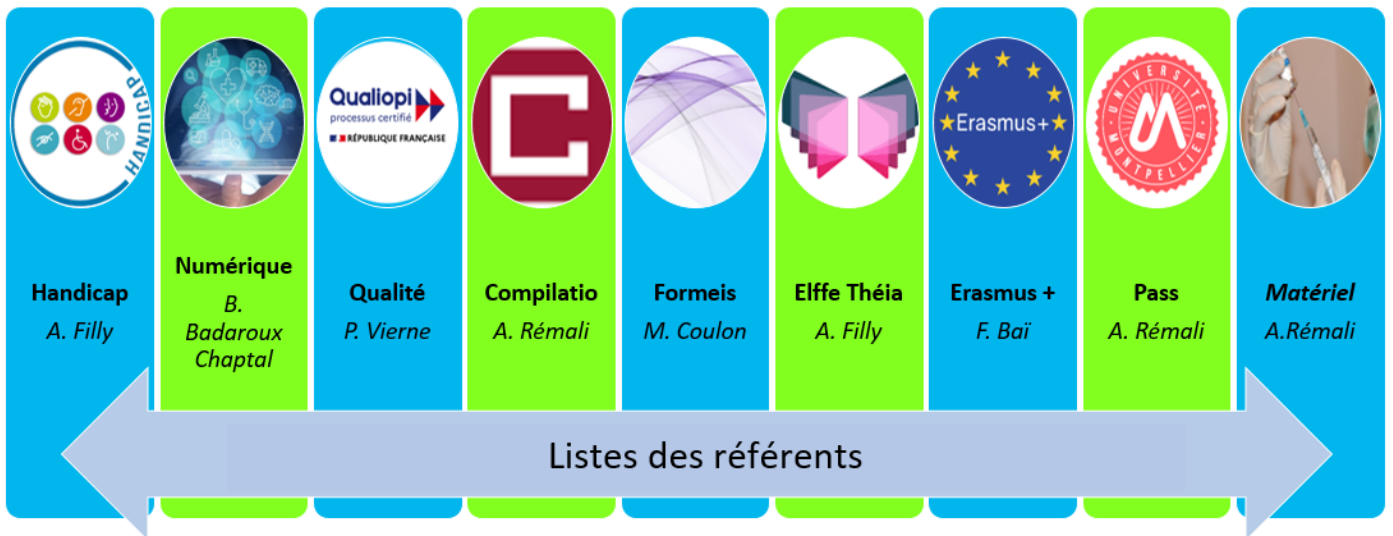 HANDICAP
Qualiopi
processus certifié
RÉPUBLIQUE FRANÇAISE
Erasmus+
UNIVERSITÉ
MONTPELLIER
Handicap
A. Filly
Numérique
B.
Badaroux
Chaptal
Qualité
P. Vierne
Compilatio
A. Rémali
Formeis
M. Coulon
Elffe Théia
A. Filly
Erasmus +
F. Baï
Pass
A. Rémali
Matériel
A.Rémali
Listes des référents